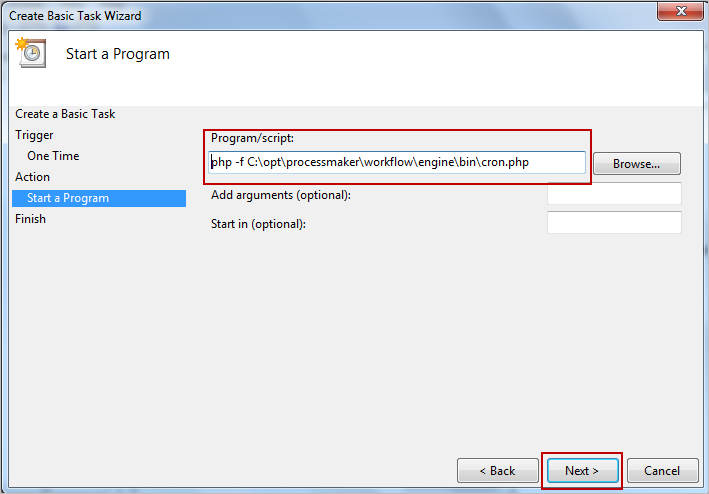 Create Basic Task Wizard
Start a Program
Create a Basic Task
Trigger
One Time
Action
Start a Program
Finish
Program/script:
php -f C:\opt\processmaker\workflow\engine\bin\cron.php
Browse...
Add arguments (optional):
Start in (optional):
< Back
Next >
Cancel